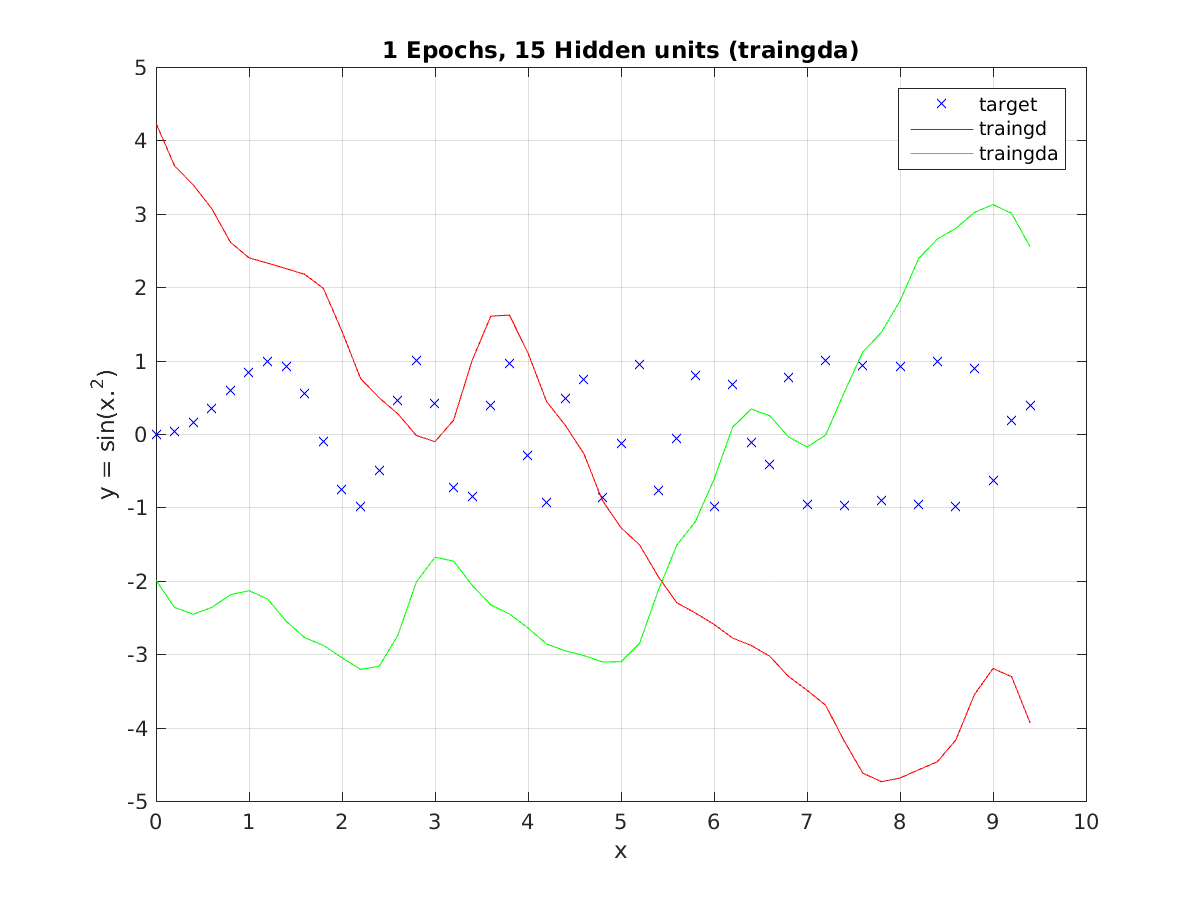 1 Epochs, 15 Hidden units (traingda)
5
4
3
2
1
0
-1
-2
-3
-4
-5
y = sin(x.²)
target
traingd
traingda
0 1 2 3 4 5 6 7 8 9 10
x